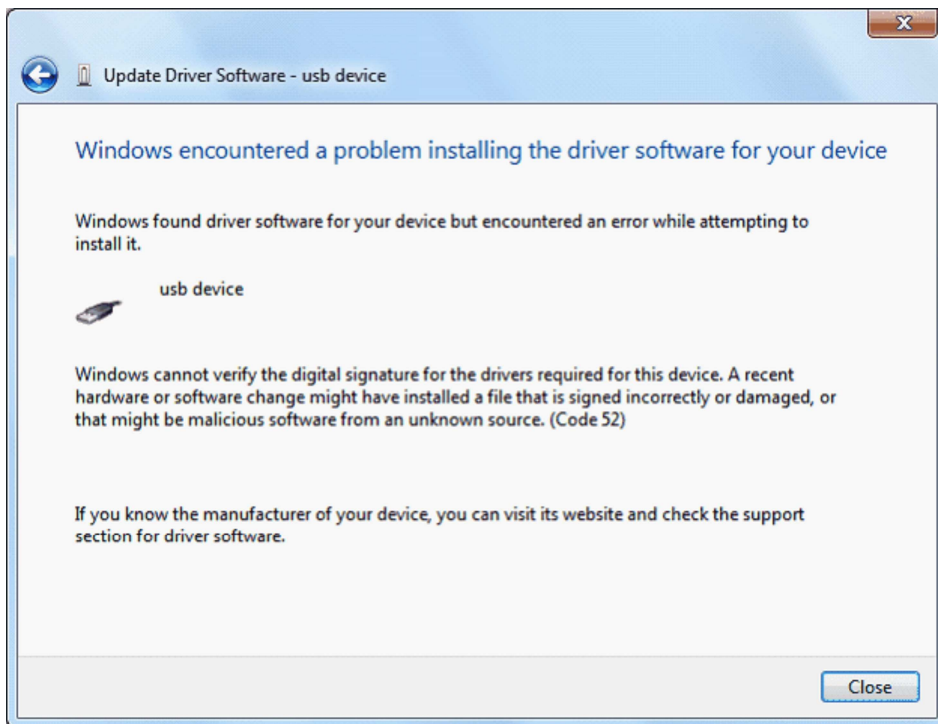 Update Driver Software - usb device
Windows encountered a problem installing the driver software for your device
Windows found driver software for your device but encountered an error while attempting to
install it.
usb device
Windows cannot verify the digital signature for the drivers required for this device. A recent
hardware or software change might have installed a file that is signed incorrectly or damaged, or
that might be malicious software from an unknown source. (Code 52)
If you know the manufacturer of your device, you can visit its website and check the support
section for driver software.
Close